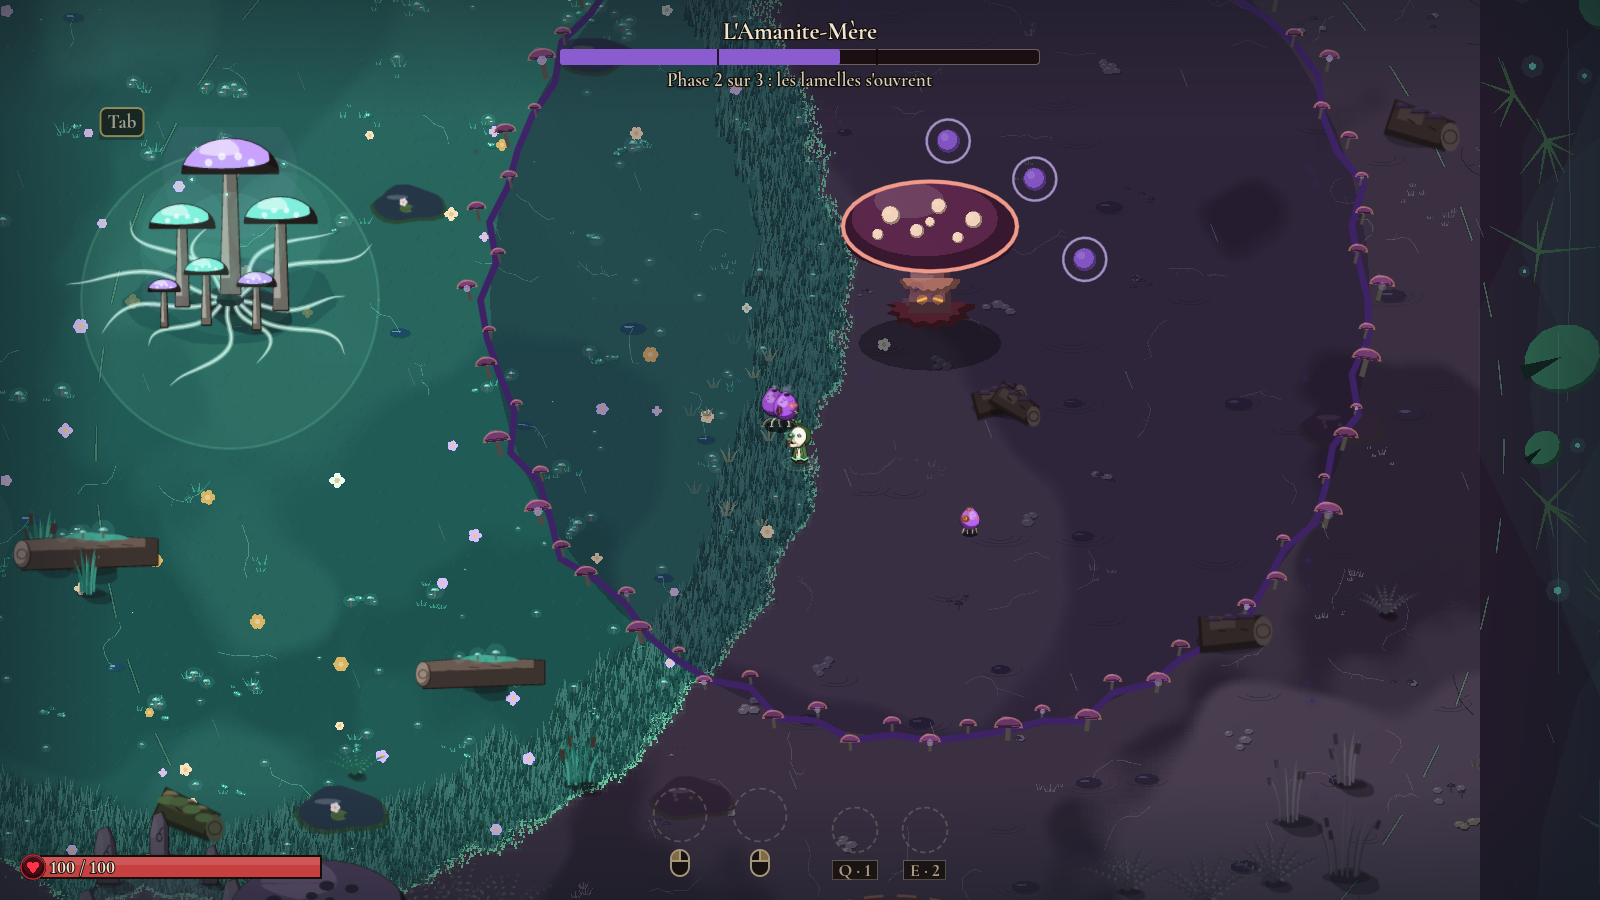 L'Amanite-Mère
Phase 2 sur 3 : les lamelles s'ouvrent
Tab
100 / 100
Q · 1
E · 2